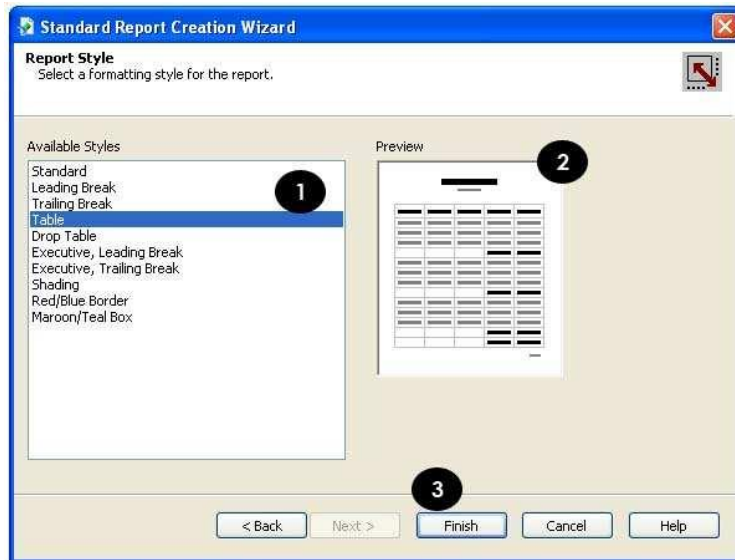 Standard Report Creation Wizard
Report Style
Select a formatting style for the report.
Available Styles
Preview
Standard
Leading Break
Trailing Break
Table
Drop Table
Executive, Leading Break
Executive, Trailing Break
Shading
Red/Blue Border
Maroon/Teal Box
1
2
3
< Back
Next >
Finish
Cancel
Help